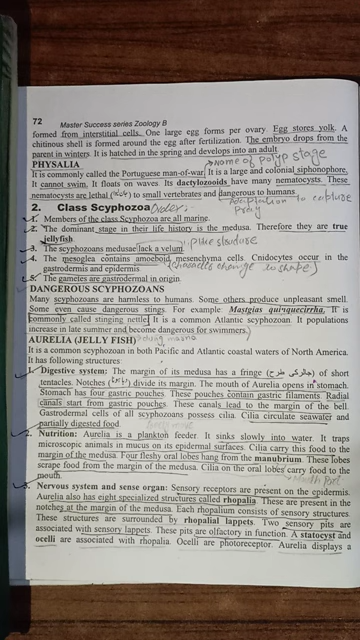 72 Master Success series Zoology B
formed from interstitial cells. One large egg forms per ovary. Egg stores yolk. A
chitinous shell is formed around the egg after fertilization. The embryo drops from the
parent in winters. It is hatched in the spring and develops into an adult.
PHYSALIA Name of polyp stage
It is commonly called the Portuguese man-of-war. It is a large and colonial siphonophore.
It cannot swim. It floats on waves. Its dactylozooids have many nematocysts. These
nematocysts are lethal ( ) to small vertebrates and dangerous to humans.
Adaptation to capture
Pray
2. Class Scyphozoa
1. Members of the class Scyphozoa are all marine.
2. The dominant stage in their life history is the medusa. Therefore they are true
jellyfish.
3. The scyphozoans medusae lack a velum.
4. The mesoglea contains amoeboid mesenchyma cells. Cnidocytes occur in the
gastrodermis and epidermis. change shape
5. The gametes are gastrodermal in origin.
DANGEROUS SCYPHOZOANS
Many scyphozoans are harmless to humans. Some others produce unpleasant smell.
Some even cause dangerous stings. For example Mastigias quinquecirrha, It is
commonly called stinging nettle. It is a common Atlantic scyphozoan. It populations
increase in late summer and become dangerous for swimmers.
AURELIA (JELLY FISH)
It is a common scyphozoan in both Pacific and Atlantic coastal waters of North America.
It has following structures:
1. Digestive system: The margin of its medusa has a fringe (جھالر کی طرح) of short
tentacles. Notches ( ) divide its margin. The mouth of Aurelia opens in stomach.
Stomach has four gastric pouches. These pouches contain gastric filaments. Radial
canals start from gastric pouches. These canals lead to the margin of the bell.
Gastrodermal cells of all scyphozoans possess cilia. Cilia circulate seawater and
partially digested food.
2. Nutrition: Aurelia is a plankton feeder. It sinks slowly into water. It traps
microscopic animals in mucus on its epidermal surfaces. Cilia carry this food to the
margin of the medusa. Four fleshy oral lobes hang from the manubrium. These lobes
scrape food from the margin of the medusa. Cilia on the oral lobes carry food to the
mouth.
3. Nervous system and sense organ: Sensory receptors are present on the epidermis.
Aurelia also has eight specialized structures called rhopalia. These are present in the
notches at the margin of the medusa. Each rhopalium consists of sensory structures.
These structures are surrounded by rhopalial lappets. Two sensory pits are
associated with sensory lappets. These pits are olfactory in function. A statocyst and
ocelli are associated with rhopalia. Ocelli are photoreceptor. Aurelia displays a